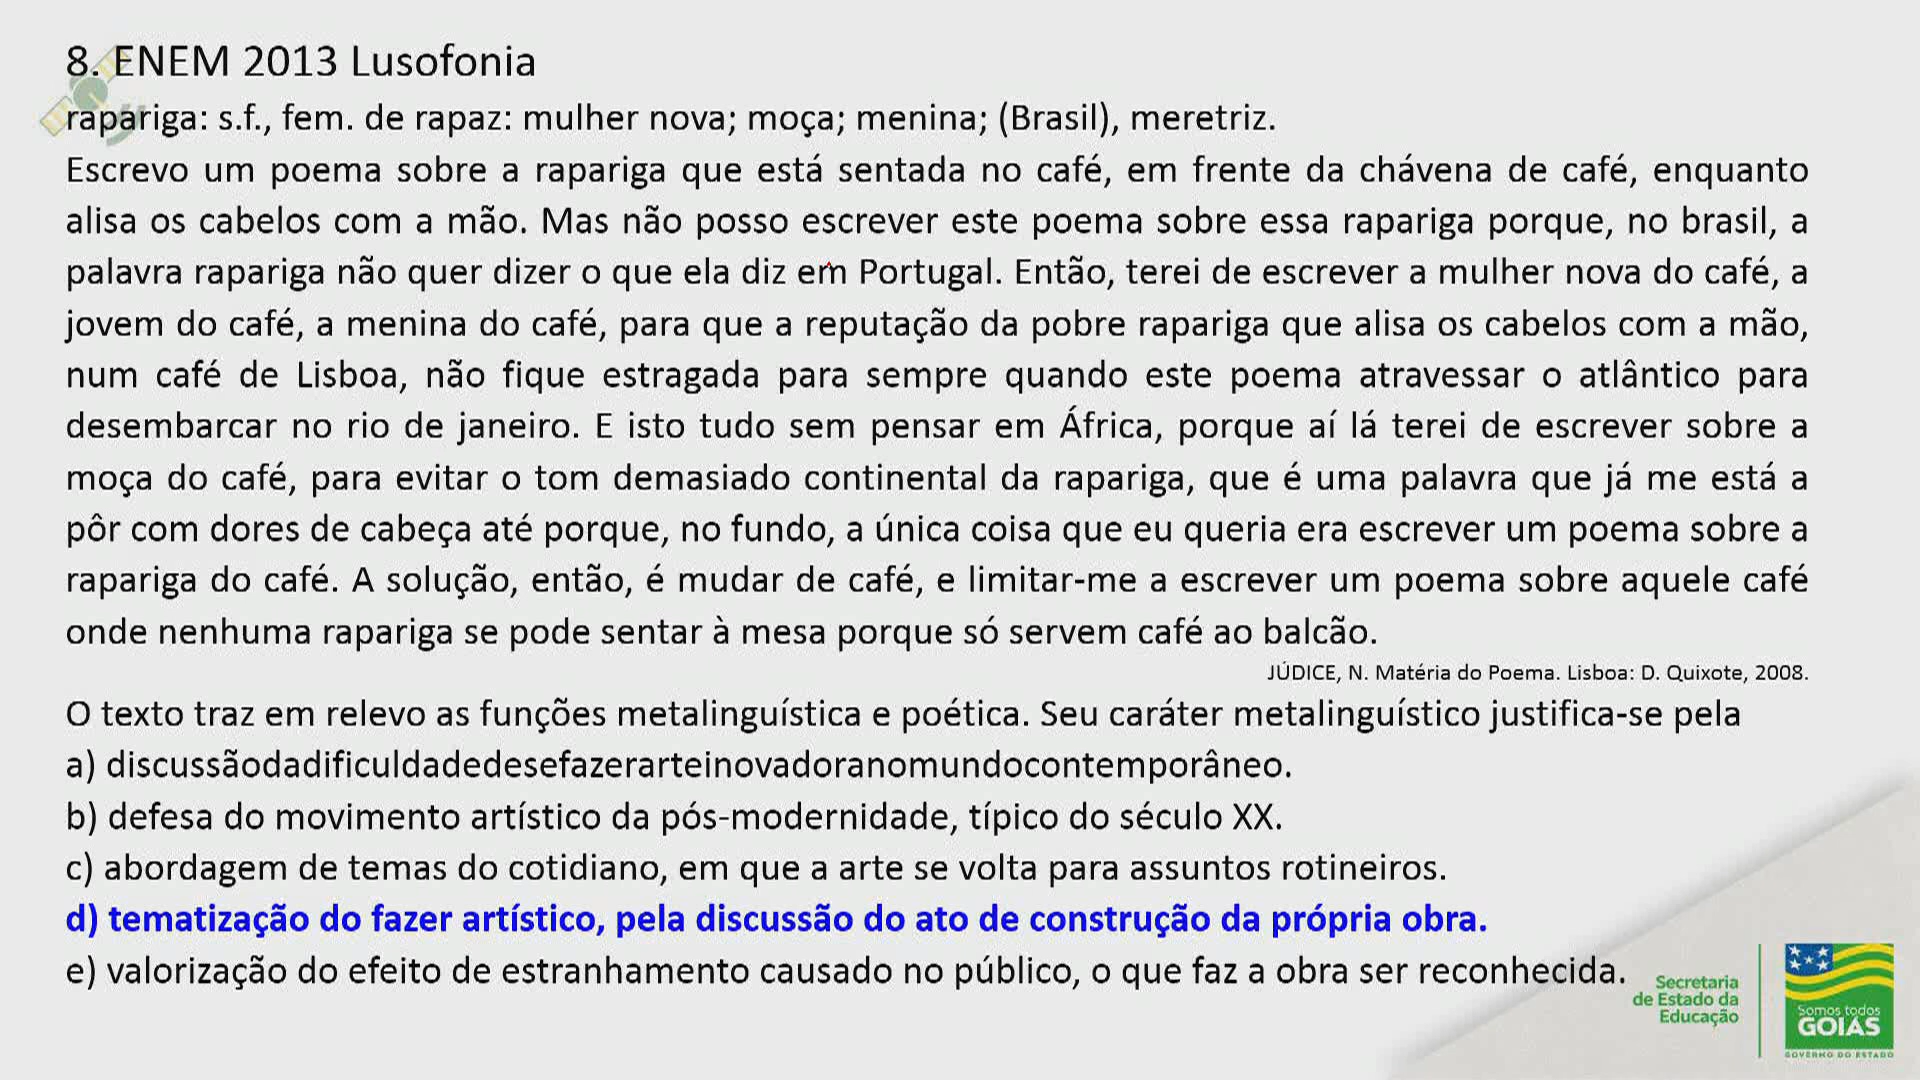 8. ENEM 2013 Lusofonia
rapariga: s.f., fem. de rapaz: mulher nova; moça; menina; (Brasil), meretriz.
Escrevo um poema sobre a rapariga que está sentada no café, em frente da chávena de café, enquanto
alisa os cabelos com a mão. Mas não posso escrever este poema sobre essa rapariga porque, no brasil, a
palavra rapariga não quer dizer o que ela diz em Portugal. Então, terei de escrever a mulher nova do café, a
jovem do café, a menina do café, para que a reputação da pobre rapariga que alisa os cabelos com a mão,
num café de Lisboa, não fique estragada para sempre quando este poema atravessar o atlântico para
desembarcar no rio de janeiro. E isto tudo sem pensar em África, porque aí lá terei de escrever sobre a
moça do café, para evitar o tom demasiado continental da rapariga, que é uma palavra que já me está a
pôr com dores de cabeça até porque, no fundo, a única coisa que eu queria era escrever um poema sobre a
rapariga do café. A solução, então, é mudar de café, e limitar-me a escrever um poema sobre aquele café
onde nenhuma rapariga se pode sentar à mesa porque só servem café ao balcão.
JÚDICE, N. Matéria do Poema. Lisboa: D. Quixote, 2008.
O texto traz em relevo as funções metalinguística e poética. Seu caráter metalinguístico justifica-se pela
a) discussãodadificuldadedesefazerarteinovadoranomundocontemporâneo.
b) defesa do movimento artístico da pós-modernidade, típico do século XX.
c) abordagem de temas do cotidiano, em que a arte se volta para assuntos rotineiros.
d) tematização do fazer artístico, pela discussão do ato de construção da própria obra.
e) valorização do efeito de estranhamento causado no público, o que faz a obra ser reconhecida.
Secretaria
de Estado da
Educação
Somos todos
GOIÁS
GOVERNO DO ESTADO